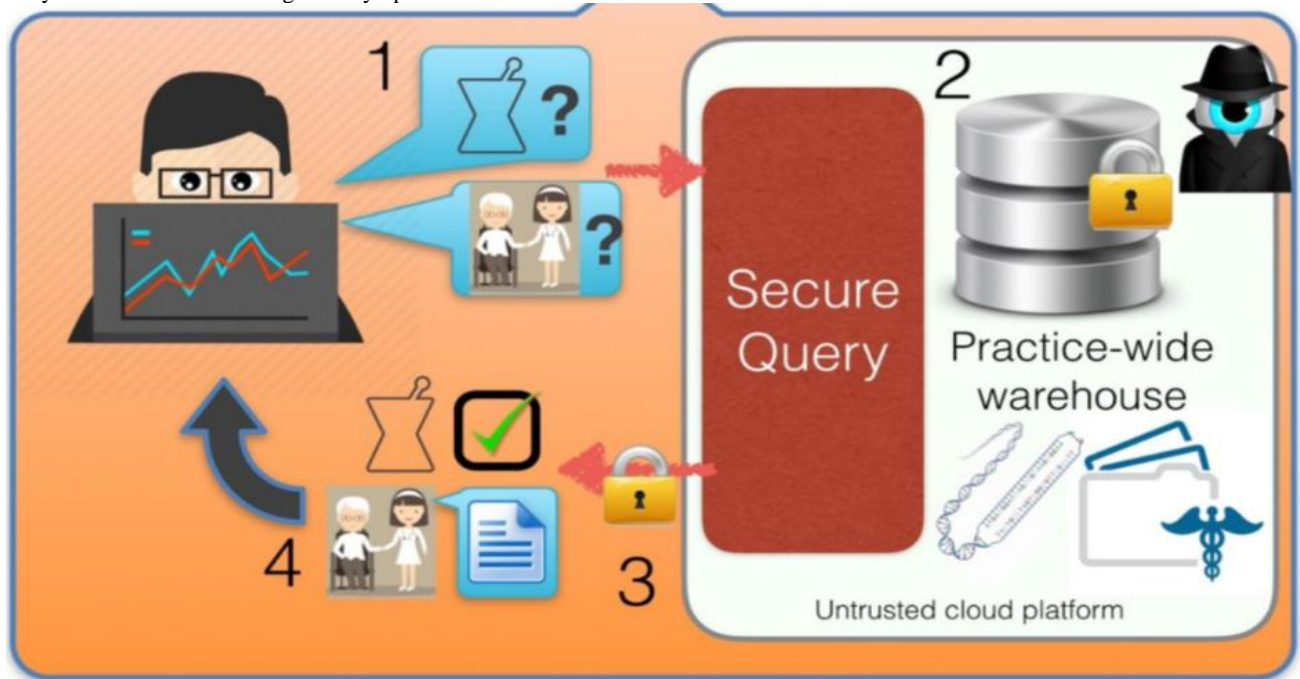 1
?
?
2
Secure
Query
Practice-wide
warehouse
4
3
Untrusted cloud platform